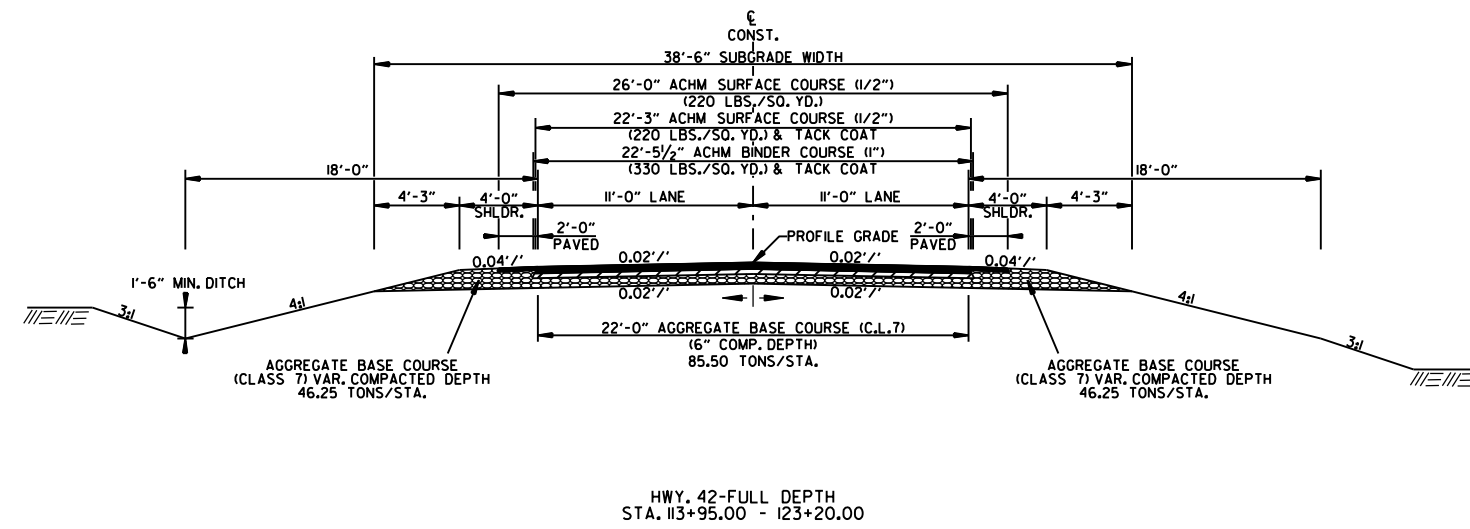 ℄
CONST.
38'-6" SUBGRADE WIDTH
26'-0" ACHM SURFACE COURSE (1/2")
(220 LBS./SQ. YD.)
22'-3" ACHM SURFACE COURSE (1/2")
(220 LBS./SQ. YD.) & TACK COAT
22'-5 1/2" ACHM BINDER COURSE (1")
(330 LBS./SQ. YD.) & TACK COAT
18'-0" 18'-0"
4'-3" 4'-0" 11'-0" LANE 11'-0" LANE 4'-0" 4'-3"
SHLDR. SHLDR.
2'-0" PROFILE GRADE 2'-0"
PAVED PAVED
0.04'/' 0.02'/' 0.02'/' 0.04'/'
1'-6" MIN. DITCH
3:1 4:1 0.02'/' 0.02'/' 4:1 3:1
22'-0" AGGREGATE BASE COURSE (C.L.7)
(6" COMP. DEPTH)
85.50 TONS/STA.
AGGREGATE BASE COURSE
(CLASS 7) VAR. COMPACTED DEPTH
46.25 TONS/STA.
AGGREGATE BASE COURSE
(CLASS 7) VAR. COMPACTED DEPTH
46.25 TONS/STA.
HWY. 42-FULL DEPTH
STA. 113+95.00 - 123+20.00